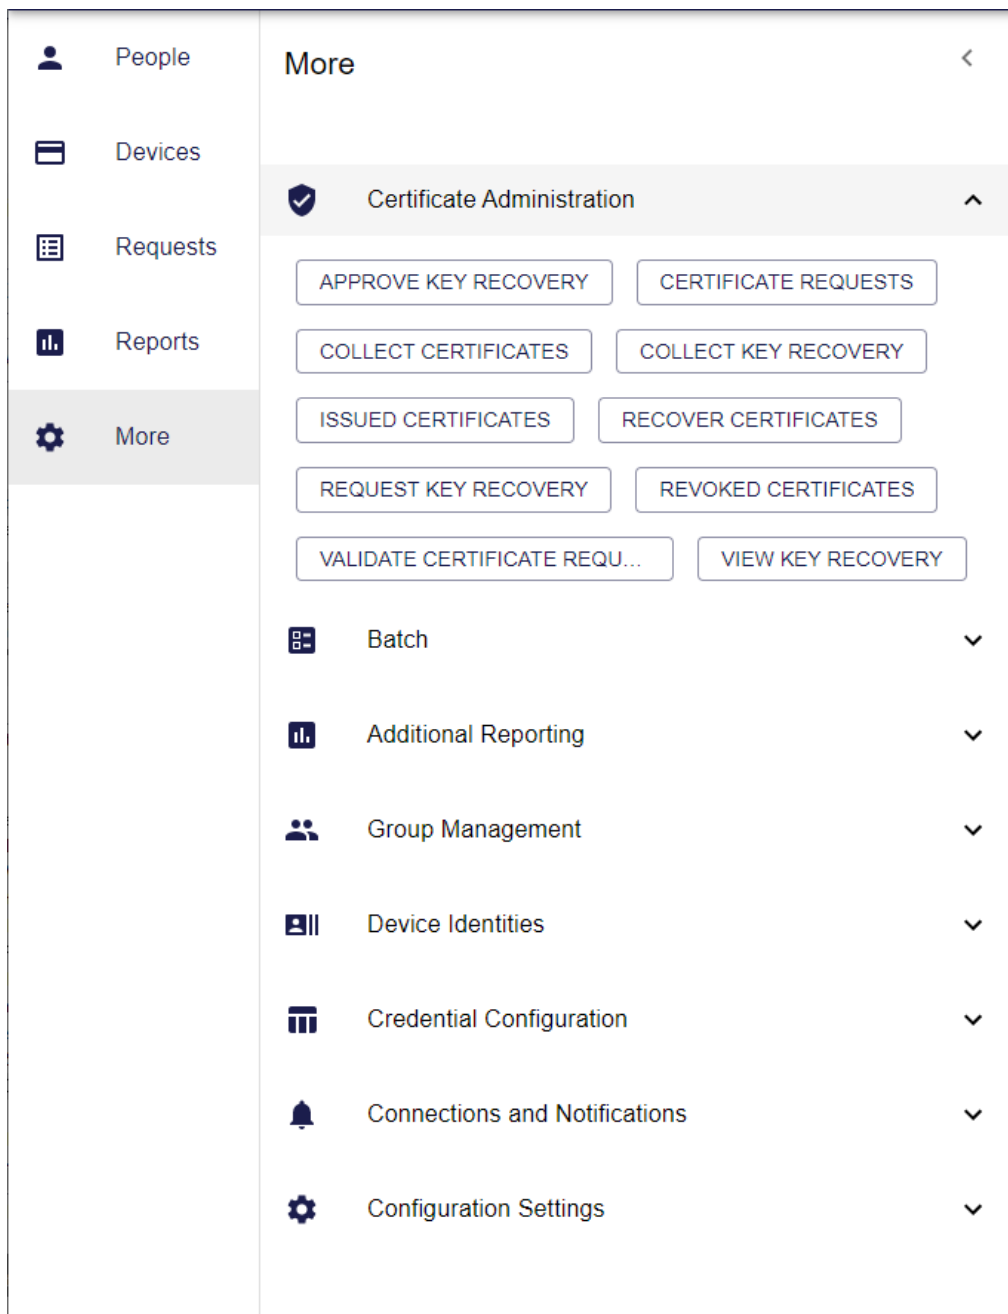 People
Devices
Requests
Reports
More
More
Certificate Administration
APPROVE KEY RECOVERY
CERTIFICATE REQUESTS
COLLECT CERTIFICATES
COLLECT KEY RECOVERY
ISSUED CERTIFICATES
RECOVER CERTIFICATES
REQUEST KEY RECOVERY
REVOKED CERTIFICATES
VALIDATE CERTIFICATE REQU...
VIEW KEY RECOVERY
Batch
Additional Reporting
Group Management
Device Identities
Credential Configuration
Connections and Notifications
Configuration Settings